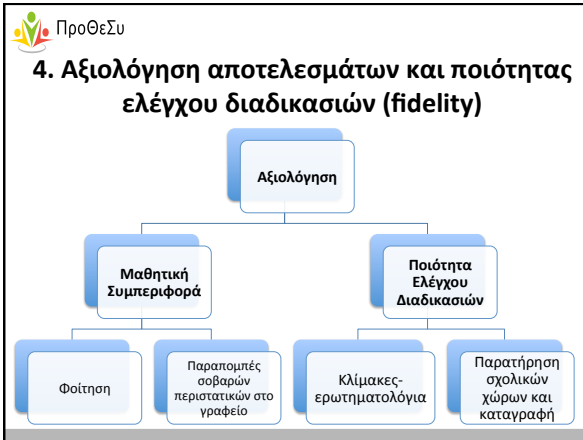 ΠροΘεΣυ
4. Αξιολόγηση αποτελεσμάτων και ποιότητας
ελέγχου διαδικασιών (fidelity)
Αξιολόγηση
Μαθητική
Συμπεριφορά
Ποιότητα
Ελέγχου
Διαδικασιών
Φοίτηση
Παραπομπές
σοβαρών
περιστατικών στο
γραφείο
Κλίμακες-
ερωτηματολόγια
Παρατήρηση
σχολικών
χώρων και
καταγραφή